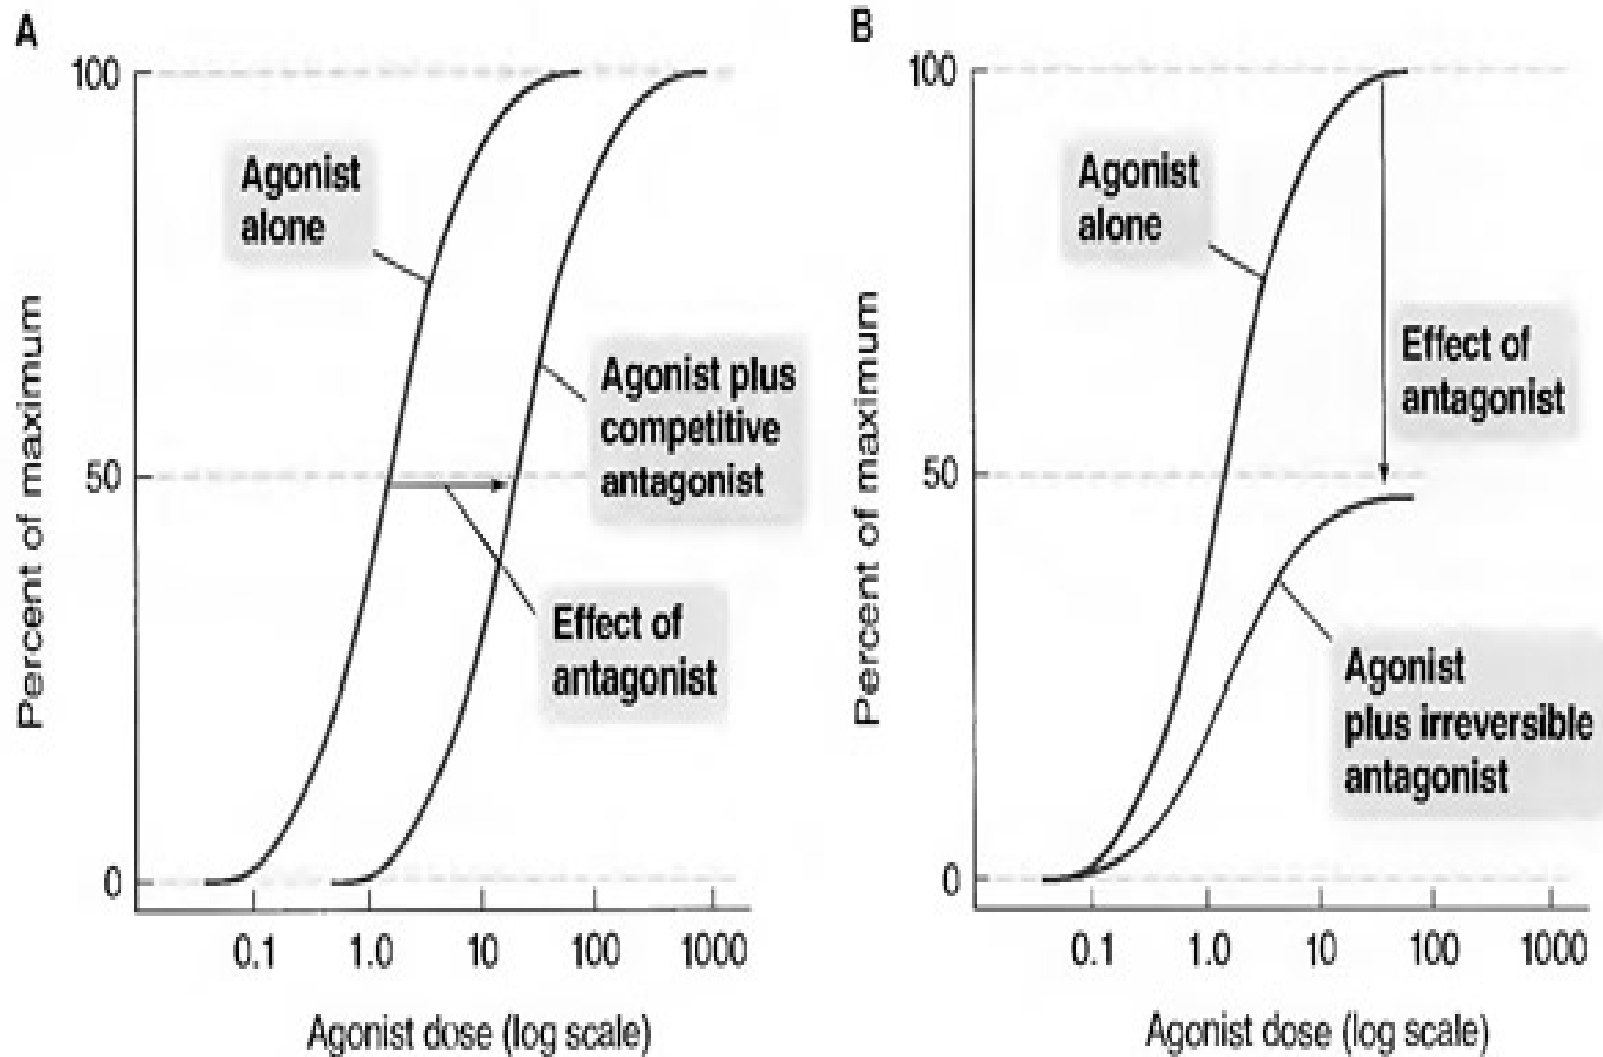 A
100
50
0
Percent of maximum
Agonist
alone
Agonist plus
competitive
antagonist
Effect of
antagonist
0.1 1.0 10 100 1000
Agonist dose (log scale)
B
100
50
0
Percent of maximum
Agonist
alone
Effect of
antagonist
Agonist
plus irreversible
antagonist
0.1 1.0 10 100 1000
Agonist dose (log scale)